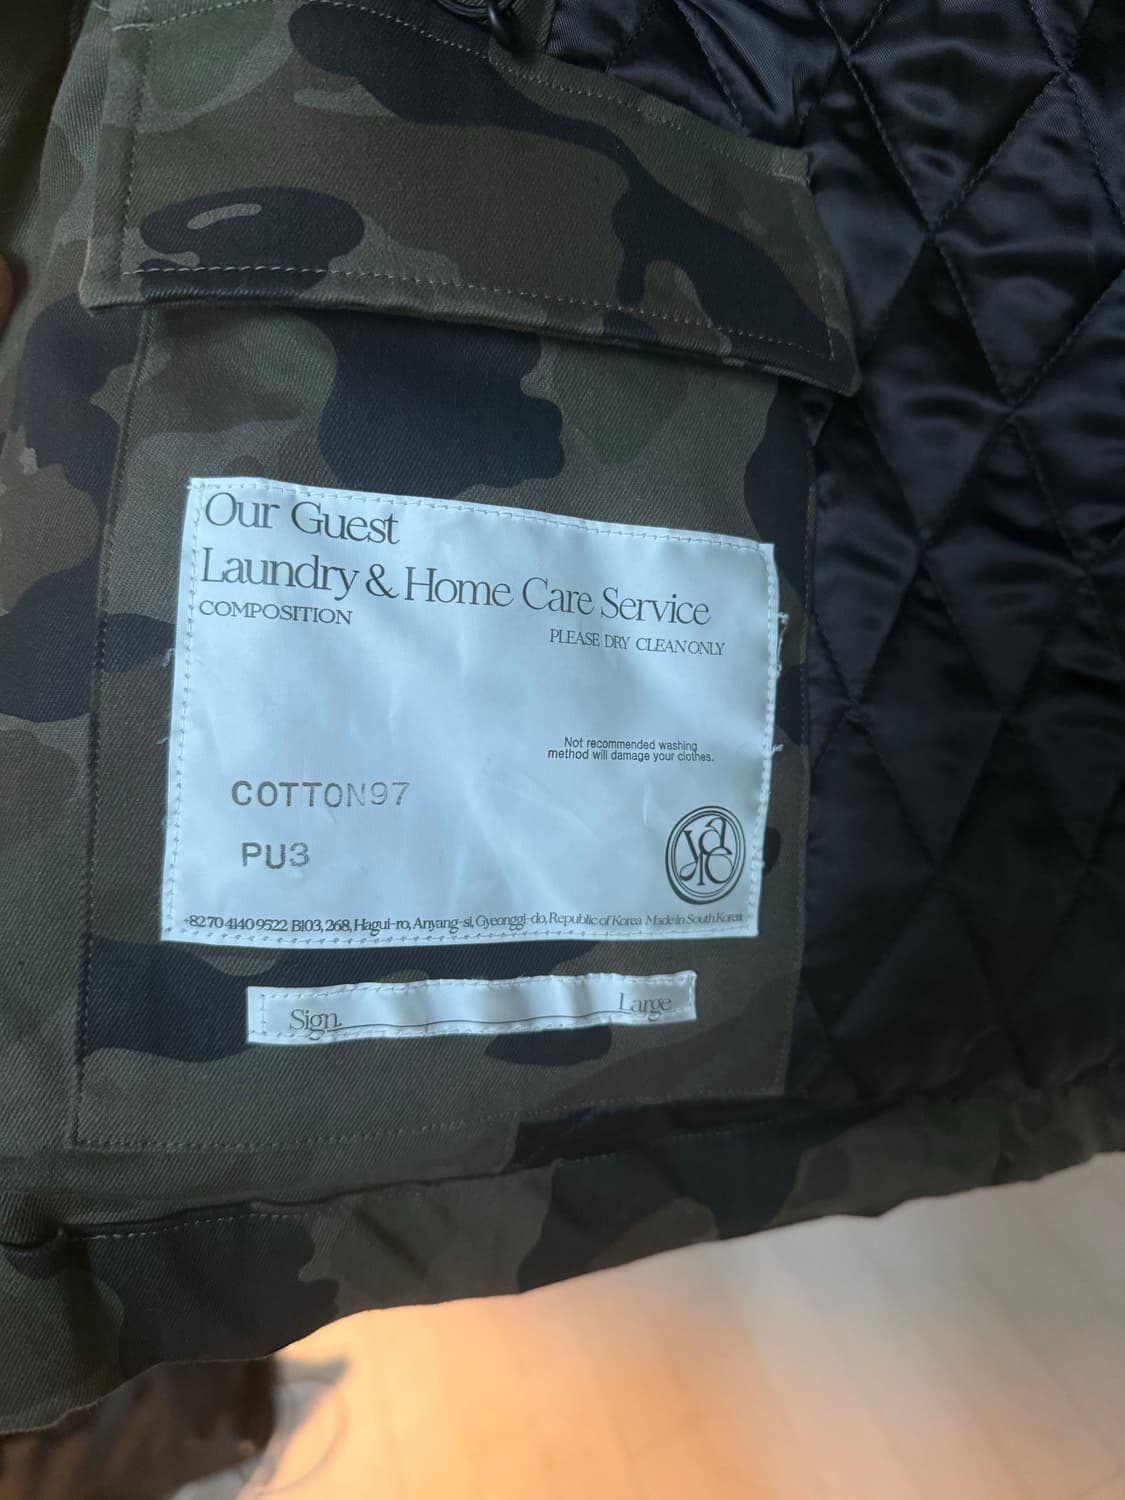 Our Guest
Laundry & Home Care Service
COMPOSITION
PLEASE DRY CLEAN ONLY
Not recommended washing
method will damage your clothes.
COTTON97
PU3
+82 70 4140 9522 B103, 268, Hagui-ro, Anyang-si, Gyeonggi-do, Republic of Korea Made in South Korea
Sign.
Large